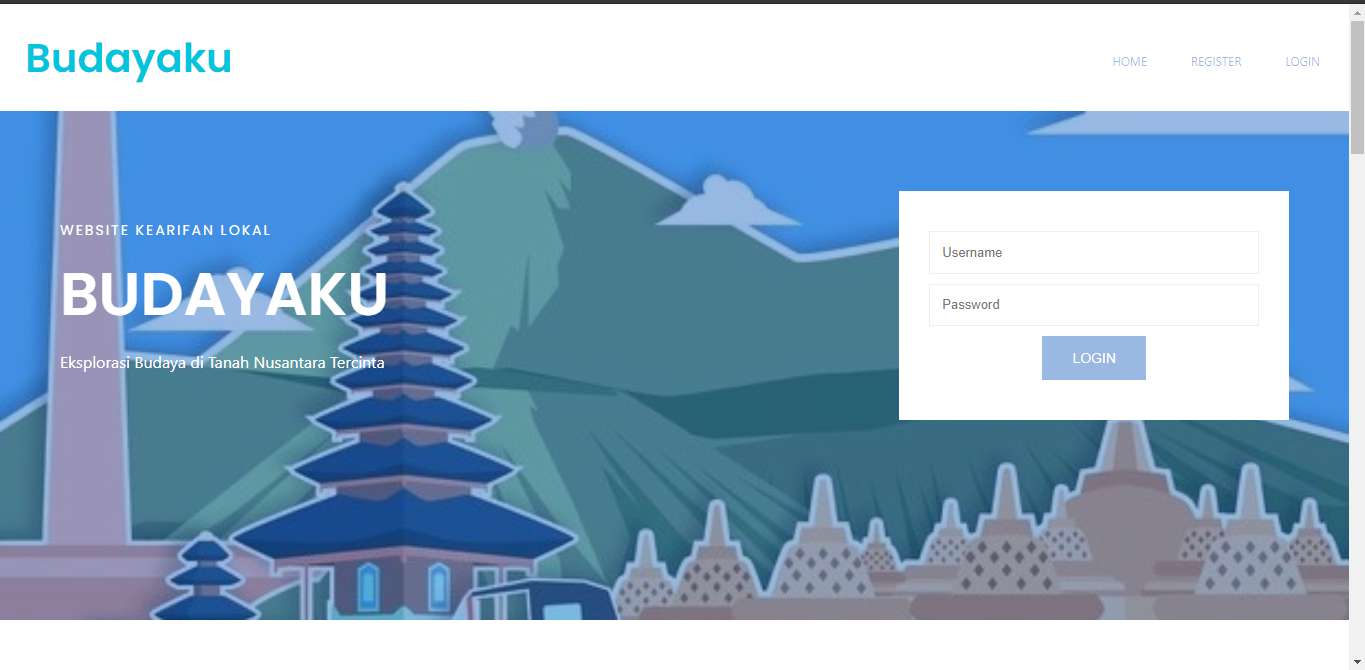 Budayaku
HOME REGISTER LOGIN
WEBSITE KEARIFAN LOKAL
BUDAYAKU
Eksplorasi Budaya di Tanah Nusantara Tercinta
Username
Password
LOGIN